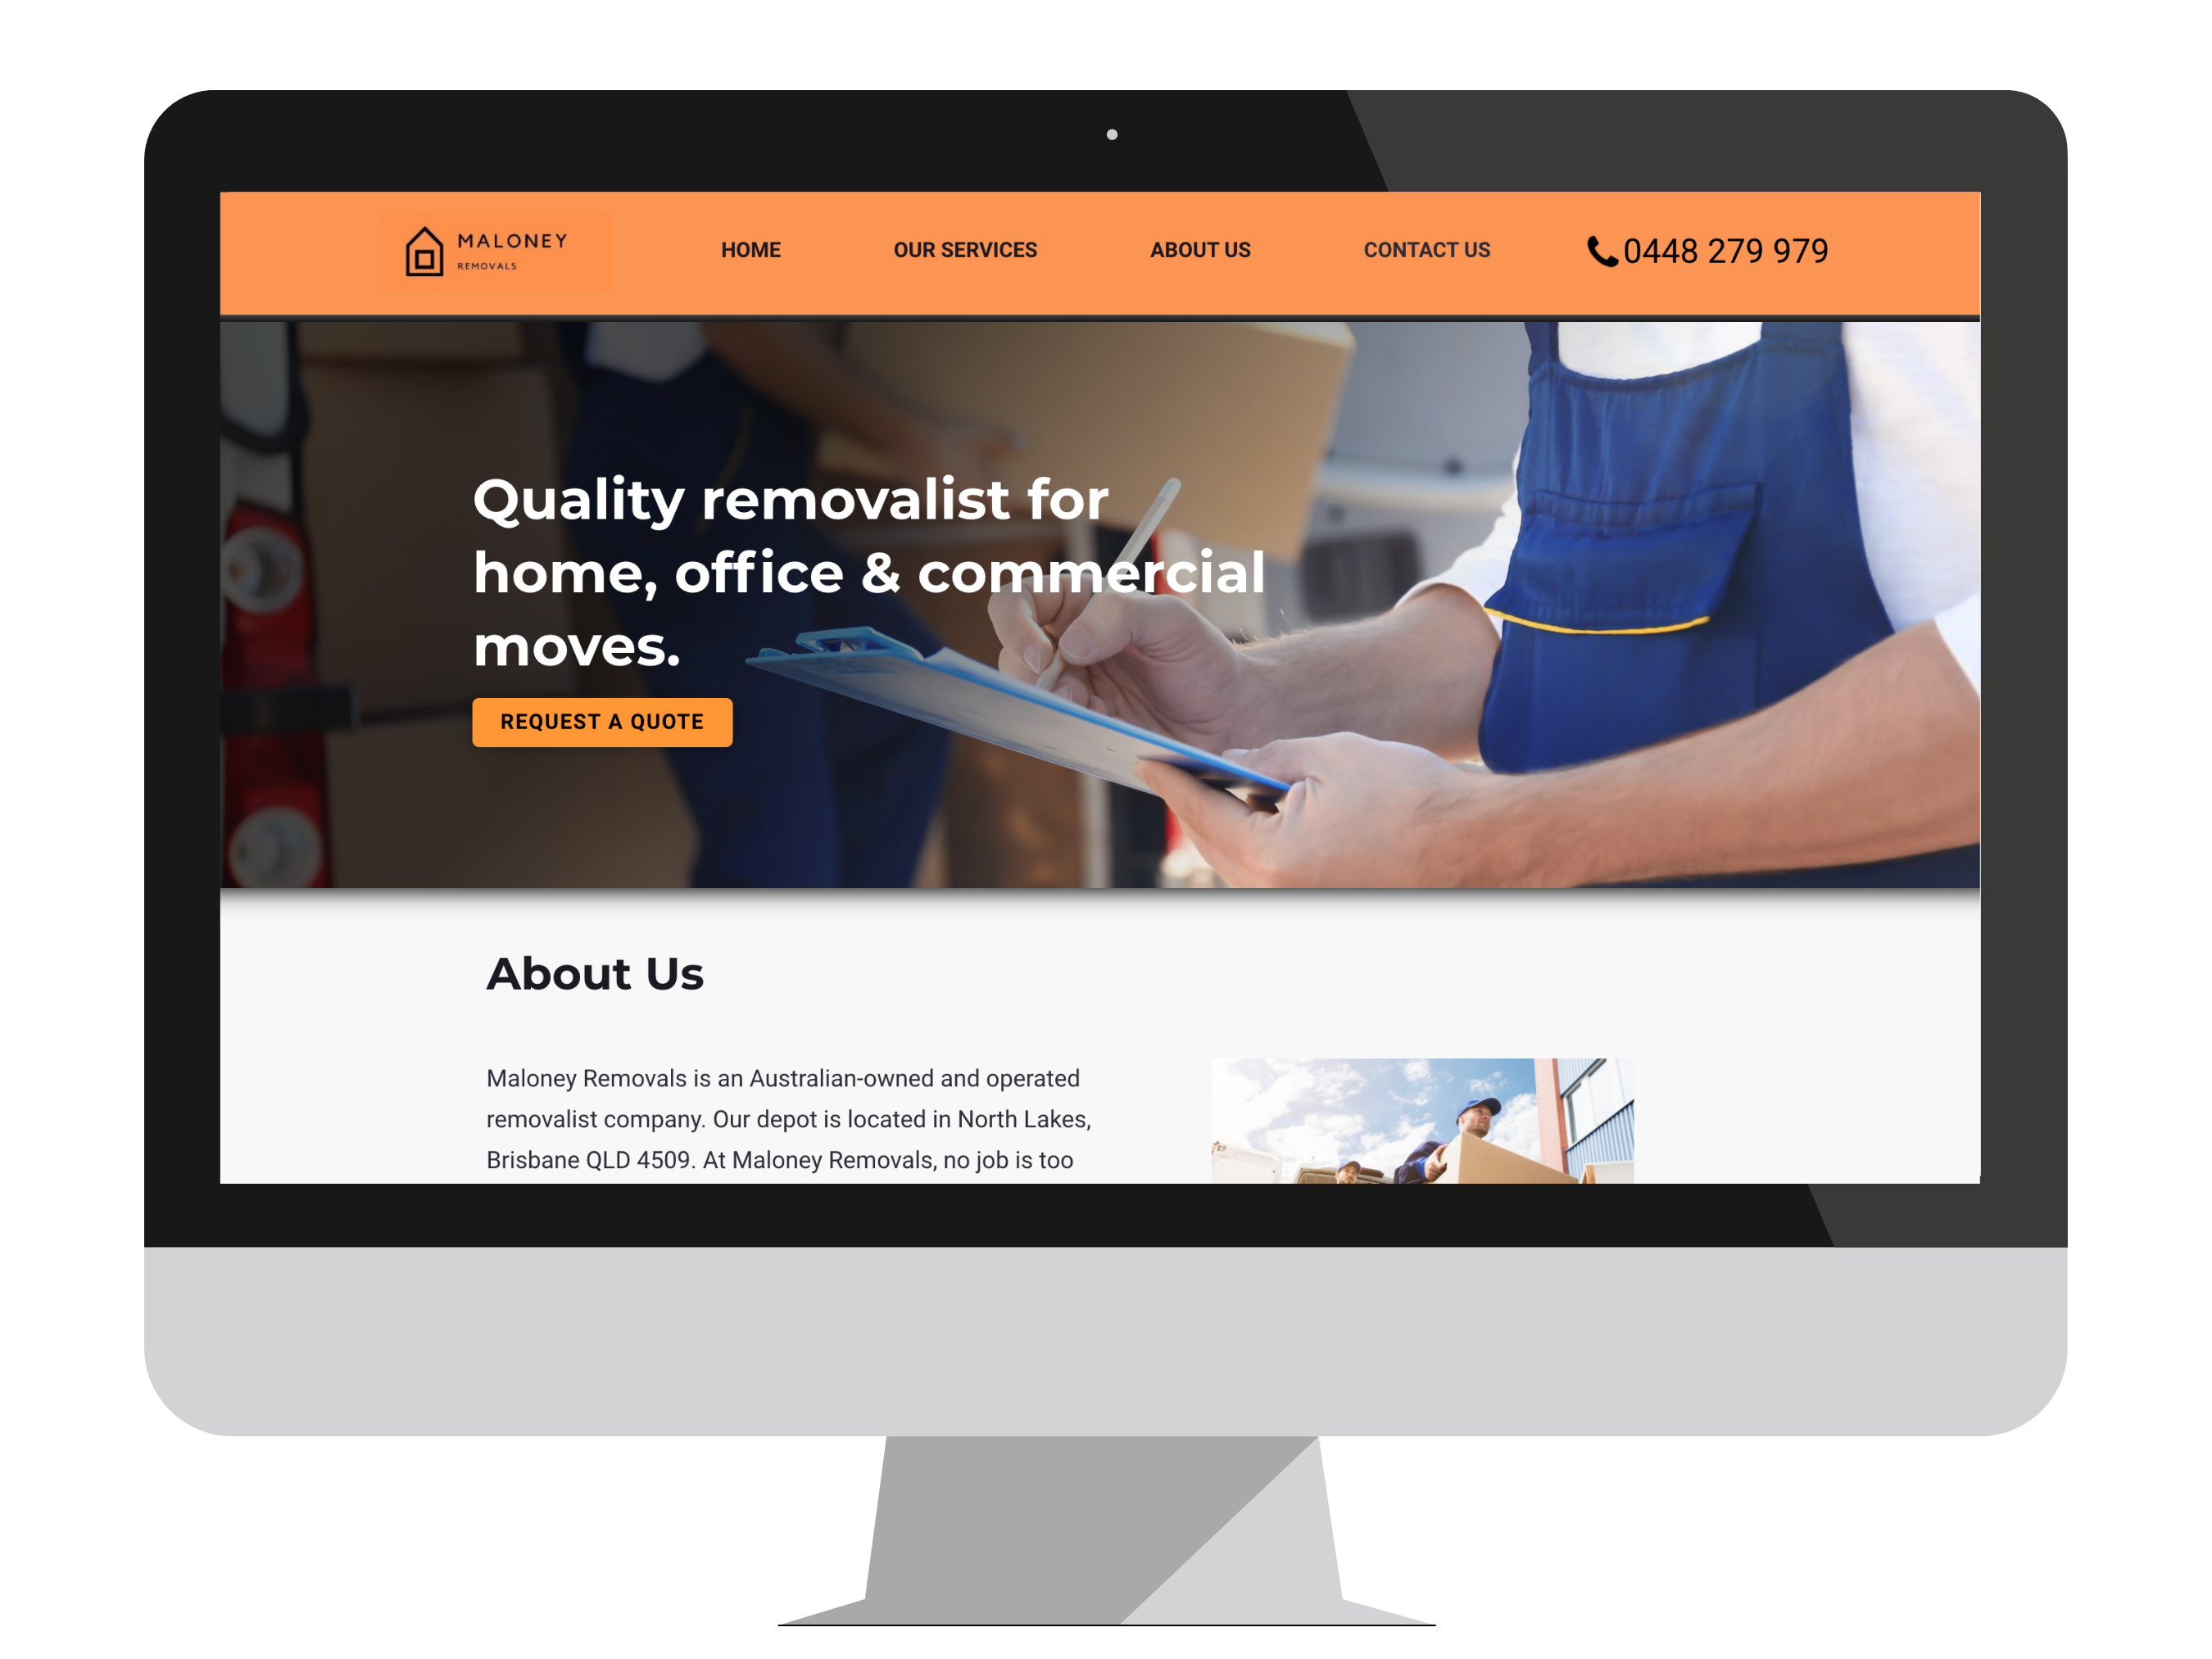 MALONEY
REMOVALS
HOME
OUR SERVICES
ABOUT US
CONTACT US
0448 279 979
Quality removalist for
home, office & commercial
moves.
REQUEST A QUOTE
About Us
Maloney Removals is an Australian-owned and operated
removalist company. Our depot is located in North Lakes,
Brisbane QLD 4509. At Maloney Removals, no job is too